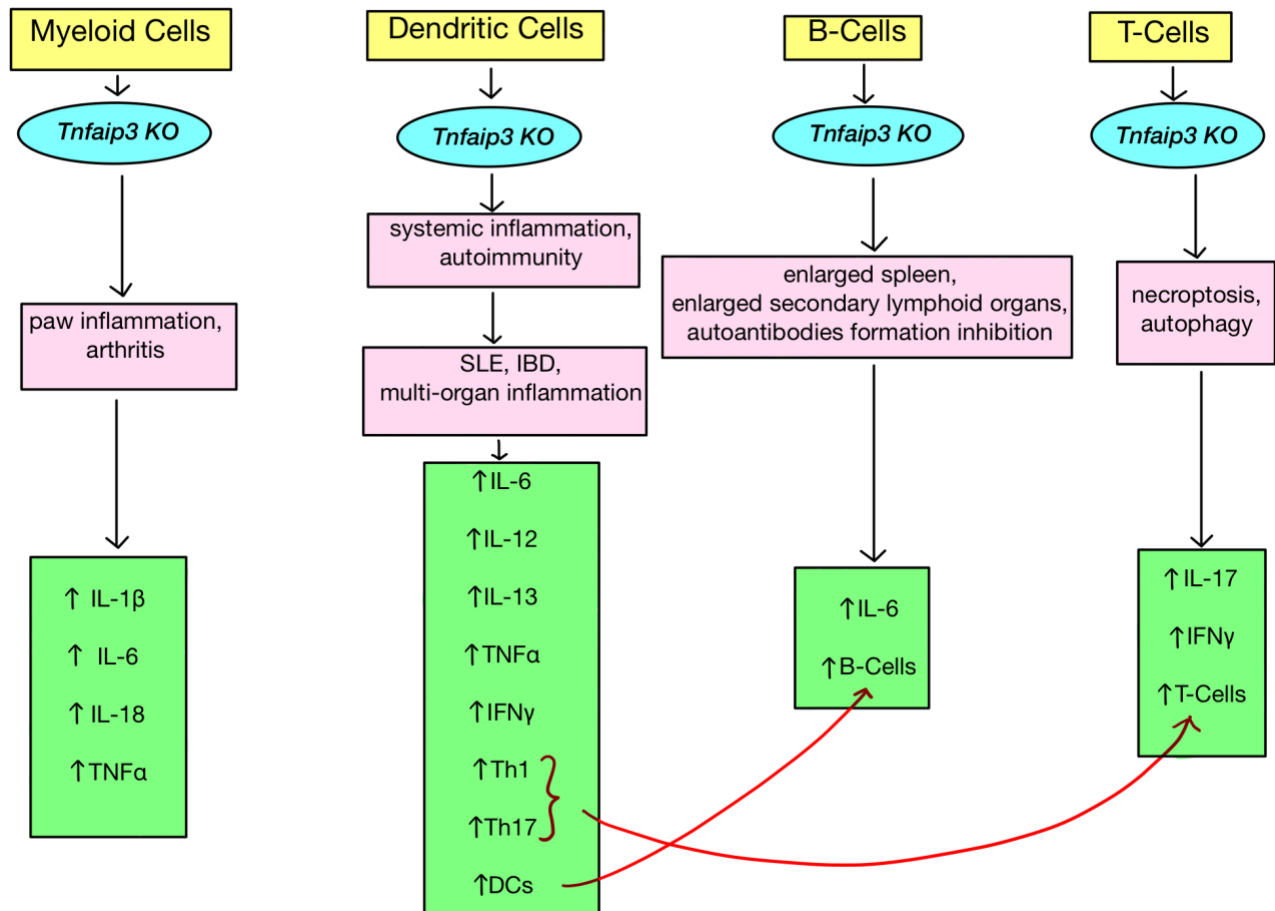 Myeloid Cells
Tnfaip3 KO
paw inflammation,
arthritis
↑ IL-1β
↑ IL-6
↑ IL-18
↑TNFα
Dendritic Cells
Tnfaip3 KO
systemic inflammation,
autoimmunity
SLE, IBD,
multi-organ inflammation
↑IL-6
↑IL-12
↑IL-13
↑TNFα
↑IFNγ
↑Th1
↑Th17
↑DCs
B-Cells
Tnfaip3 KO
enlarged spleen,
enlarged secondary lymphoid organs,
autoantibodies formation inhibition
↑IL-6
↑B-Cells
T-Cells
Tnfaip3 KO
necroptosis,
autophagy
↑IL-17
↑IFNγ
↑T-Cells